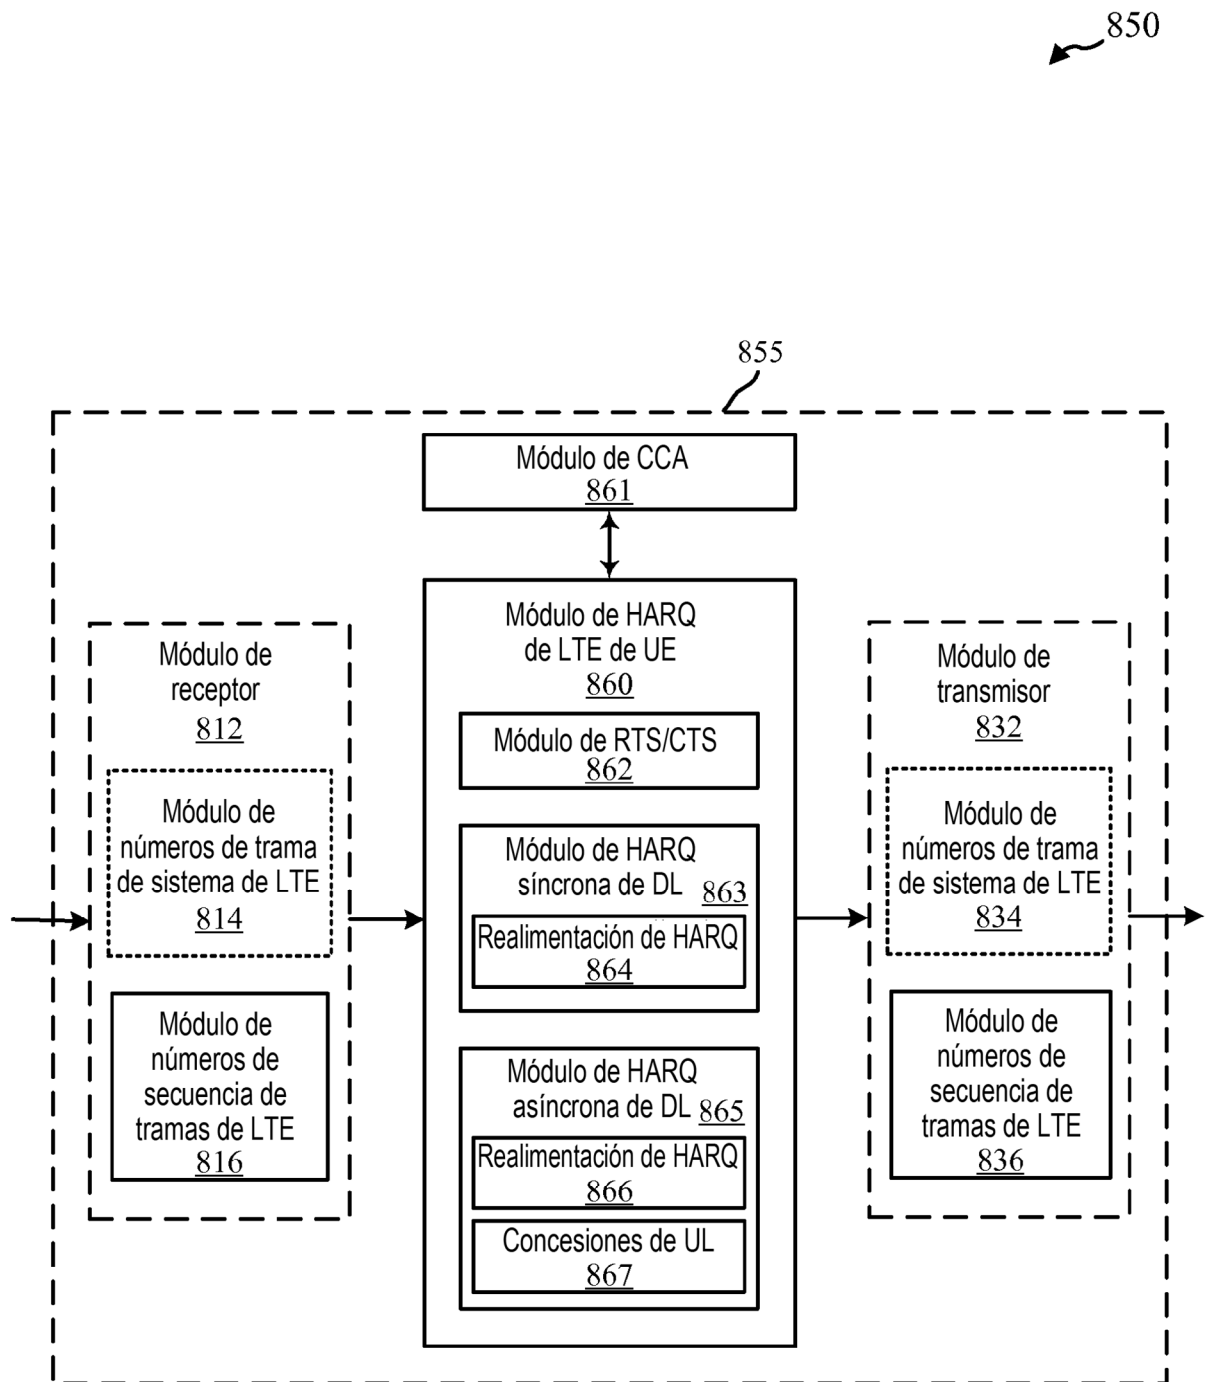 850
855
Módulo de CCA
861
Módulo de HARQ
de LTE de UE
860
Módulo de RTS/CTS
862
Módulo de HARQ
síncrona de DL
863
Realimentación de HARQ
864
Módulo de HARQ
asíncrona de DL
865
Realimentación de HARQ
866
Concesiones de UL
867
Módulo de
receptor
812
Módulo de
números de trama
de sistema de LTE
814
Módulo de
números de
secuencia de
tramas de LTE
816
Módulo de
transmisor
832
Módulo de
números de trama
de sistema de LTE
834
Módulo de
números de
secuencia de
tramas de LTE
836